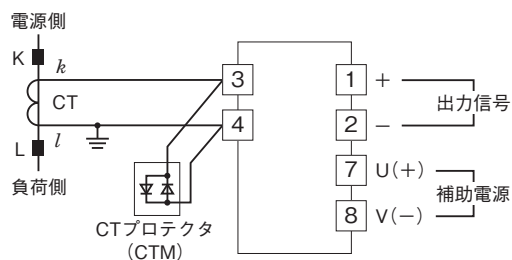 電源側
K
k
CT
L
l
負荷側
CTプロテクタ
(CTM)
3
4
1
+
2
−
出力信号
7
U(+)
8
V(−)
補助電源